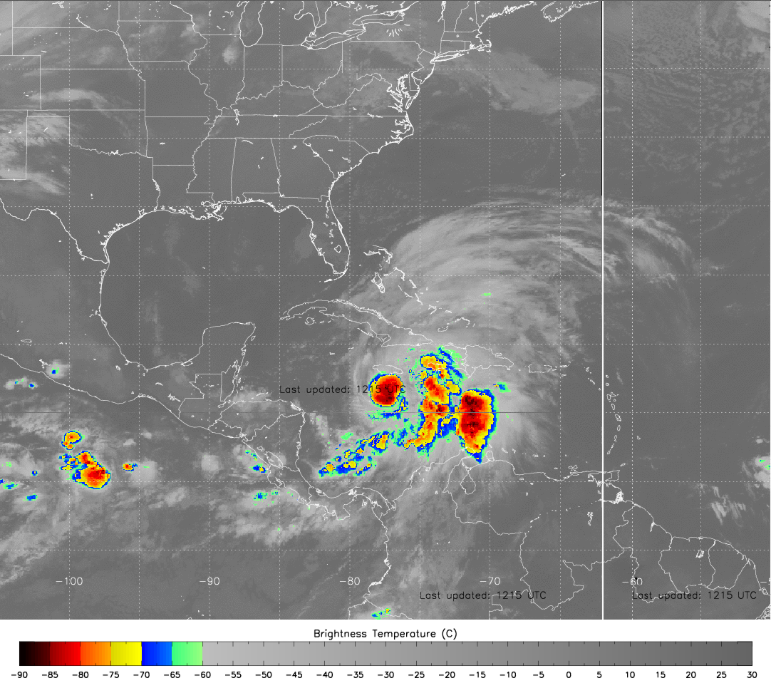 Last updated: 1215 UTC
-100 -90 -80 -70 -60
Last updated: 1215 UTC Last updated: 1215 UTC
Brightness Temperature (C)
-90 -85 -80 -75 -70 -65 -60 -55 -50 -45 -40 -35 -30 -25 -20 -15 -10 -5 0 5 10 15 20 25 30